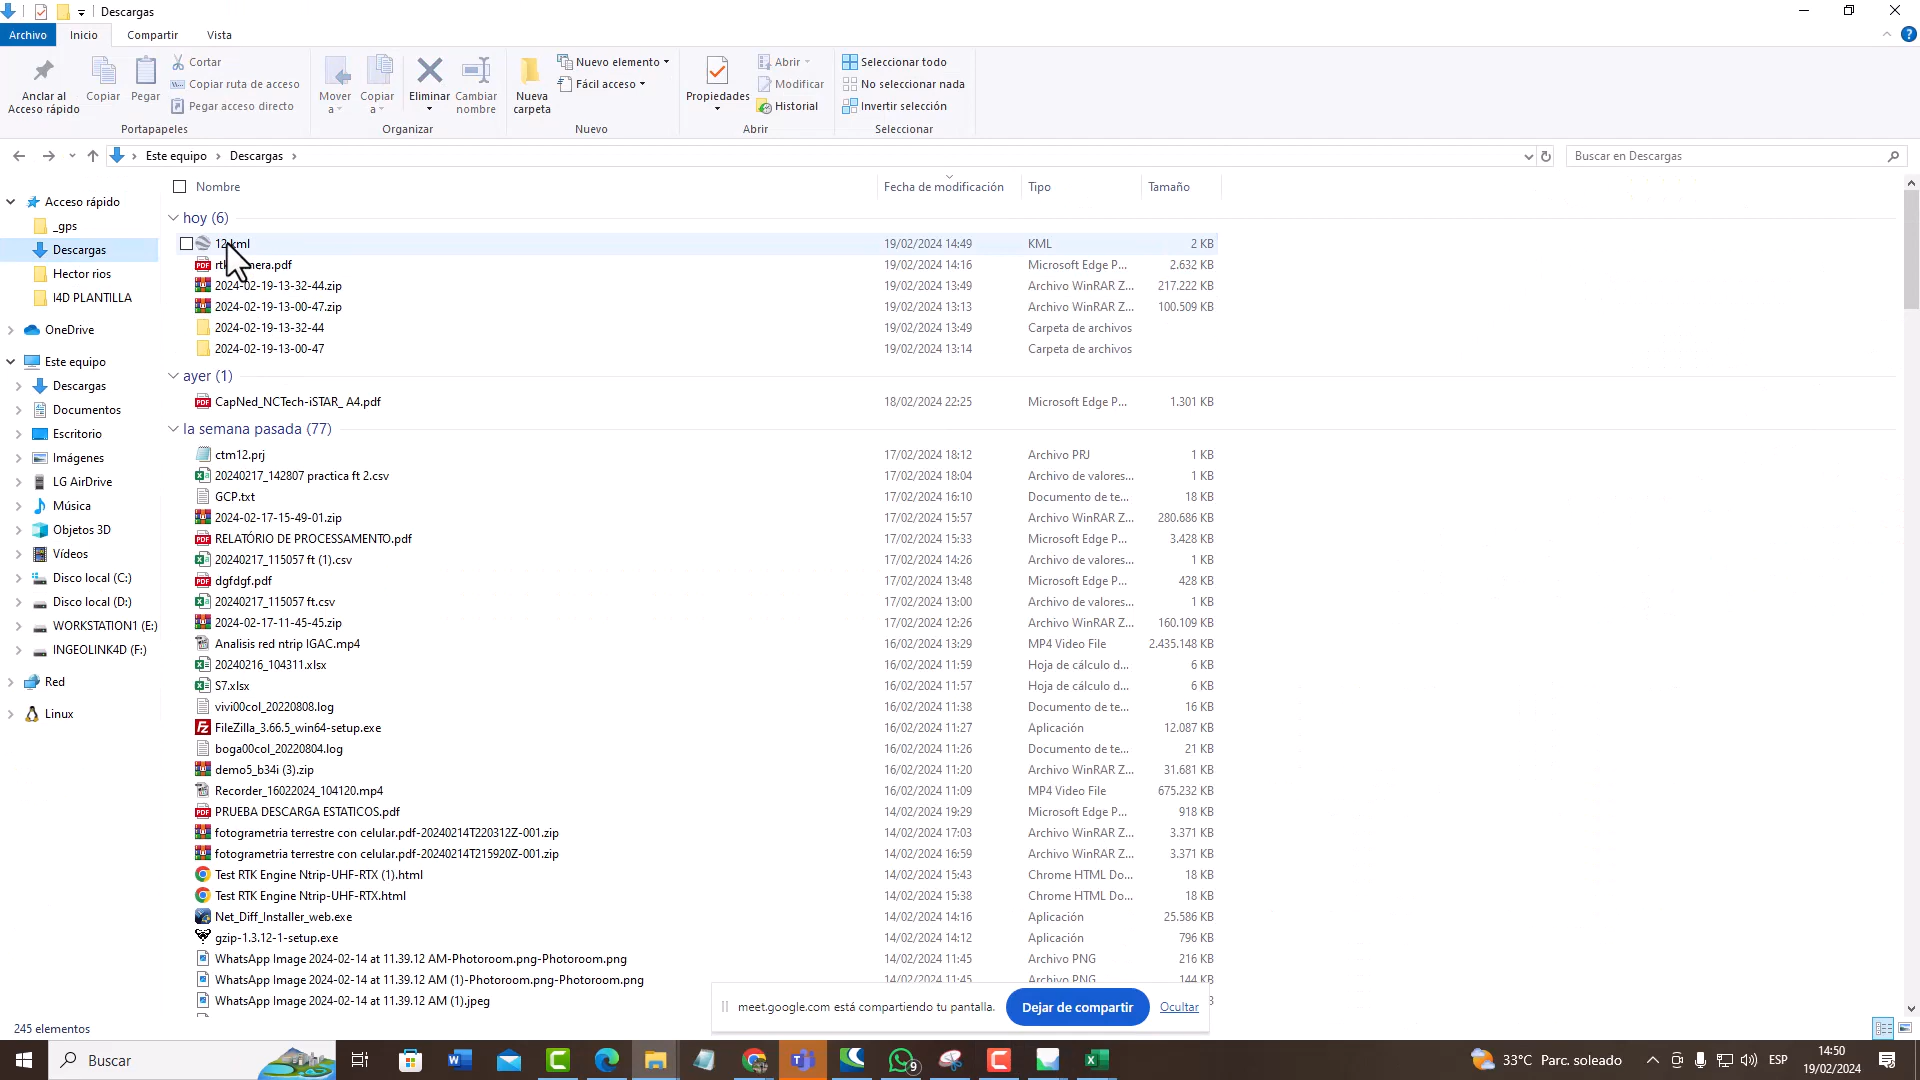 Descargas
Archivo Inicio Compartir Vista
Anclar al Acceso rápido
Copiar
Pegar
Cortar
Copiar ruta de acceso
Pegar acceso directo
Portapapeles
Mover a
Copiar a
Eliminar
Cambiar nombre
Organizar
Nueva carpeta
Nuevo elemento
Fácil acceso
Nuevo
Propiedades
Abrir
Modificar
Historial
Abrir
Seleccionar todo
No seleccionar nada
Invertir selección
Seleccionar
Este equipo > Descargas >
Buscar en Descargas
Acceso rápido
_gps
Descargas
Hector rios
I4D PLANTILLA
OneDrive
Este equipo
Descargas
Documentos
Escritorio
Imágenes
LG AirDrive
Música
Objetos 3D
Vídeos
Disco local (C:)
Disco local (D:)
WORKSTATION1 (E:)
INGEOLINK4D (F:)
Red
Linux
Nombre Fecha de modificación Tipo Tamaño
hoy (6)
12.kml 19/02/2024 14:49 KML 2 KB
19/02/2024 14:16 Microsoft Edge P... 2.632 KB
2024-02-19-13-32-44.zip 19/02/2024 13:49 Archivo WinRAR Z... 217.222 KB
2024-02-19-13-00-47.zip 19/02/2024 13:13 Archivo WinRAR Z... 100.509 KB
2024-02-19-13-32-44 19/02/2024 13:49 Carpeta de archivos
2024-02-19-13-00-47 19/02/2024 13:14 Carpeta de archivos
ayer (1)
CapNed_NCTech-iSTAR_ A4.pdf 18/02/2024 22:25 Microsoft Edge P... 1.301 KB
la semana pasada (77)
ctm12.prj 17/02/2024 18:12 Archivo PRJ 1 KB
20240217_142807 practica ft 2.csv 17/02/2024 18:04 Archivo de valores... 1 KB
GCP.txt 17/02/2024 16:10 Documento de te... 18 KB
2024-02-17-15-49-01.zip 17/02/2024 15:57 Archivo WinRAR Z... 280.686 KB
RELATÓRIO DE PROCESSAMENTO.pdf 17/02/2024 15:33 Microsoft Edge P... 3.428 KB
20240217_115057 ft (1).csv 17/02/2024 14:26 Archivo de valores... 1 KB
dgfdgf.pdf 17/02/2024 13:48 Microsoft Edge P... 428 KB
20240217_115057 ft.csv 17/02/2024 13:00 Archivo de valores... 1 KB
2024-02-17-11-45-45.zip 17/02/2024 12:26 Archivo WinRAR Z... 160.109 KB
Analisis red ntrip IGAC.mp4 16/02/2024 13:29 MP4 Video File 2.435.148 KB
20240216_104311.xlsx 16/02/2024 11:59 Hoja de cálculo d... 6 KB
S7.xlsx 16/02/2024 11:57 Hoja de cálculo d... 6 KB
vivi00col_20220808.log 16/02/2024 11:38 Documento de te... 16 KB
FileZilla_3.66.5_win64-setup.exe 16/02/2024 11:27 Aplicación 12.087 KB
boga00col_20220804.log 16/02/2024 11:26 Documento de te... 21 KB
demo5_b34i (3).zip 16/02/2024 11:20 Archivo WinRAR Z... 31.681 KB
Recorder_16022024_104120.mp4 16/02/2024 11:09 MP4 Video File 675.232 KB
PRUEBA DESCARGA ESTATICOS.pdf 14/02/2024 19:29 Microsoft Edge P... 918 KB
fotogrametria terrestre con celular.pdf-20240214T220312Z-001.zip 14/02/2024 17:03 Archivo WinRAR Z... 3.371 KB
fotogrametria terrestre con celular.pdf-20240214T215920Z-001.zip 14/02/2024 16:59 Archivo WinRAR Z... 3.371 KB
Test RTK Engine Ntrip-UHF-RTX (1).html 14/02/2024 15:43 Chrome HTML Do... 18 KB
Test RTK Engine Ntrip-UHF-RTX.html 14/02/2024 15:38 Chrome HTML Do... 18 KB
Net_Diff_Installer_web.exe 14/02/2024 14:16 Aplicación 25.586 KB
gzip-1.3.12-1-setup.exe 14/02/2024 14:12 Aplicación 796 KB
WhatsApp Image 2024-02-14 at 11.39.12 AM-Photoroom.png-Photoroom.png 14/02/2024 11:45 Archivo PNG 216 KB
WhatsApp Image 2024-02-14 at 11.39.12 AM (1)-Photoroom.png-Photoroom.png 14/02/2024 11:45 Archivo PNG 144 KB
WhatsApp Image 2024-02-14 at 11.39.12 AM (1).jpeg
meet.google.com está compartiendo tu pantalla. Dejar de compartir Ocultar
245 elementos
Buscar
9
33°C Parc. soleado
ESP
14:50
19/02/2024